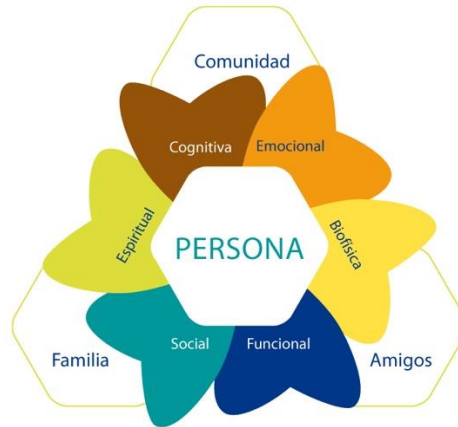 Comunidad
Cognitiva
Emocional
Espiritual
PERSONA
Biofísica
Social
Funcional
Familia
Amigos